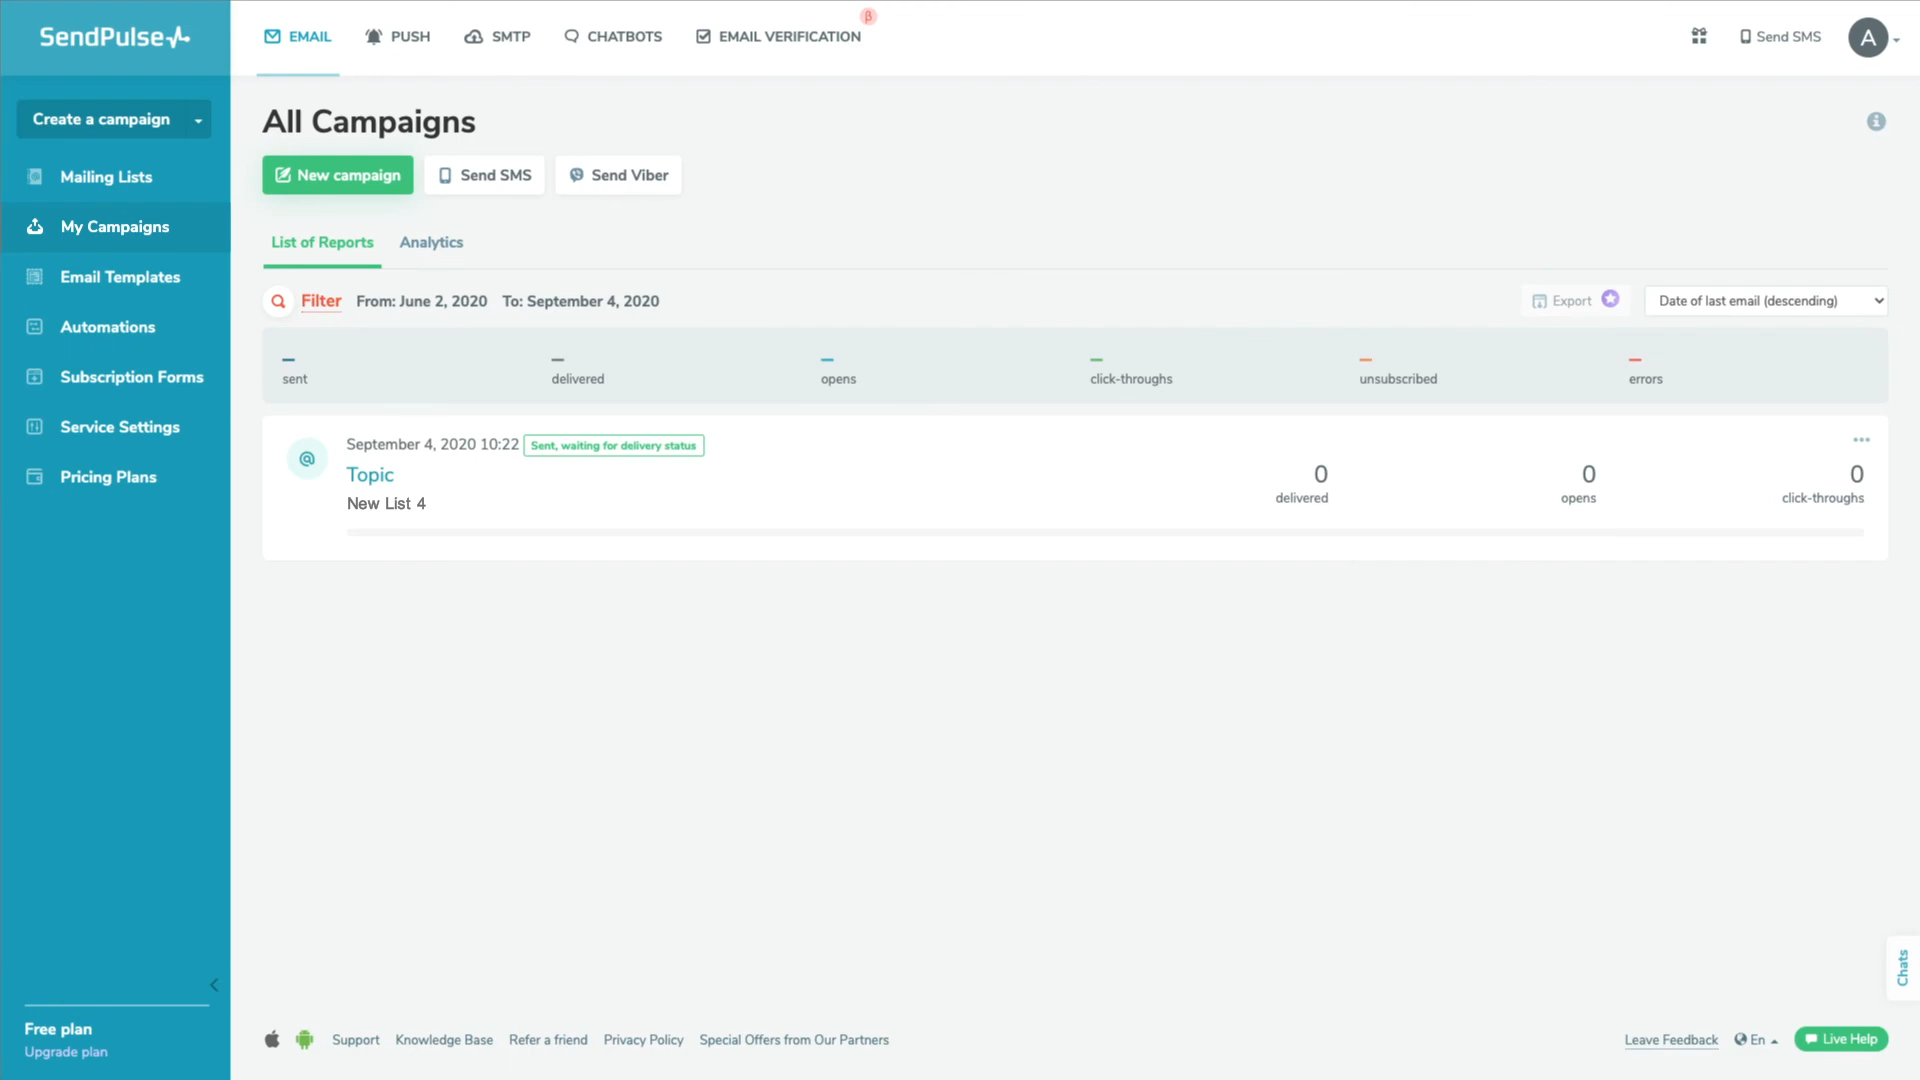 SendPulse
EMAIL
PUSH
SMTP
CHATBOTS
EMAIL VERIFICATION
β
Send SMS
A
Create a campaign
Mailing Lists
My Campaigns
Email Templates
Automations
Subscription Forms
Service Settings
Pricing Plans
All Campaigns
New campaign
Send SMS
Send Viber
List of Reports
Analytics
Filter
From: June 2, 2020
To: September 4, 2020
Export
Date of last email (descending)
sent
delivered
opens
click-throughs
unsubscribed
errors
September 4, 2020 10:22
Sent, waiting for delivery status
Topic
New List 4
0
delivered
0
opens
0
click-throughs
Chats
Free plan
Upgrade plan
Support
Knowledge Base
Refer a friend
Privacy Policy
Special Offers from Our Partners
Leave Feedback
En
Live Help